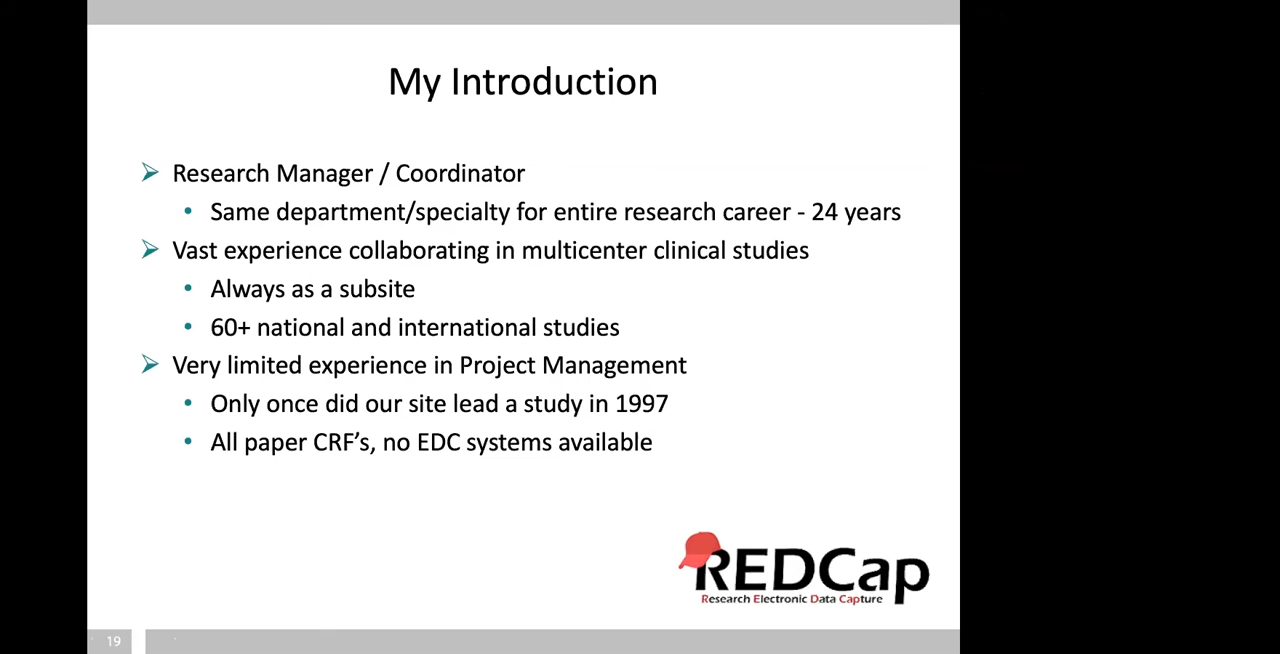 My Introduction
Research Manager / Coordinator
Same department/specialty for entire research career - 24 years
Vast experience collaborating in multicenter clinical studies
Always as a subsite
60+ national and international studies
Very limited experience in Project Management
Only once did our site lead a study in 1997
All paper CRF’s, no EDC systems available
REDCap
Research Electronic Data Capture
19